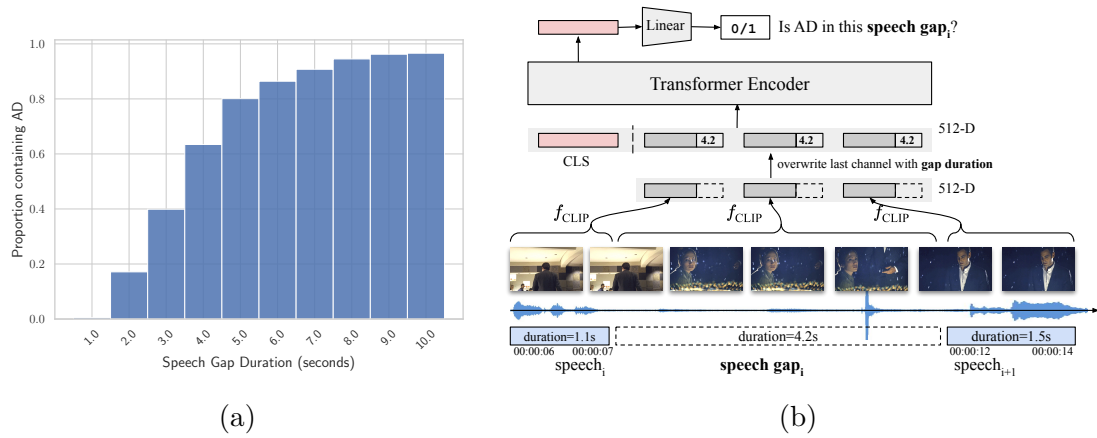 1.0
0.8
0.6
0.4
0.2
0.0
Proportion containing AD
1.0 2.0 3.0 4.0 5.0 6.0 7.0 8.0 9.0 10.0
Speech Gap Duration (seconds)
(a)
Linear
0/1
Is AD in this speech gap_i?
Transformer Encoder
4.2 4.2 4.2
512-D
CLS
overwrite last channel with gap duration
512-D
f_CLIP f_CLIP f_CLIP
duration=1.1s duration=4.2s duration=1.5s
00:00:06 00:00:07 00:00:12 00:00:14
speech_i speech gap_i speech_i+1
(b)